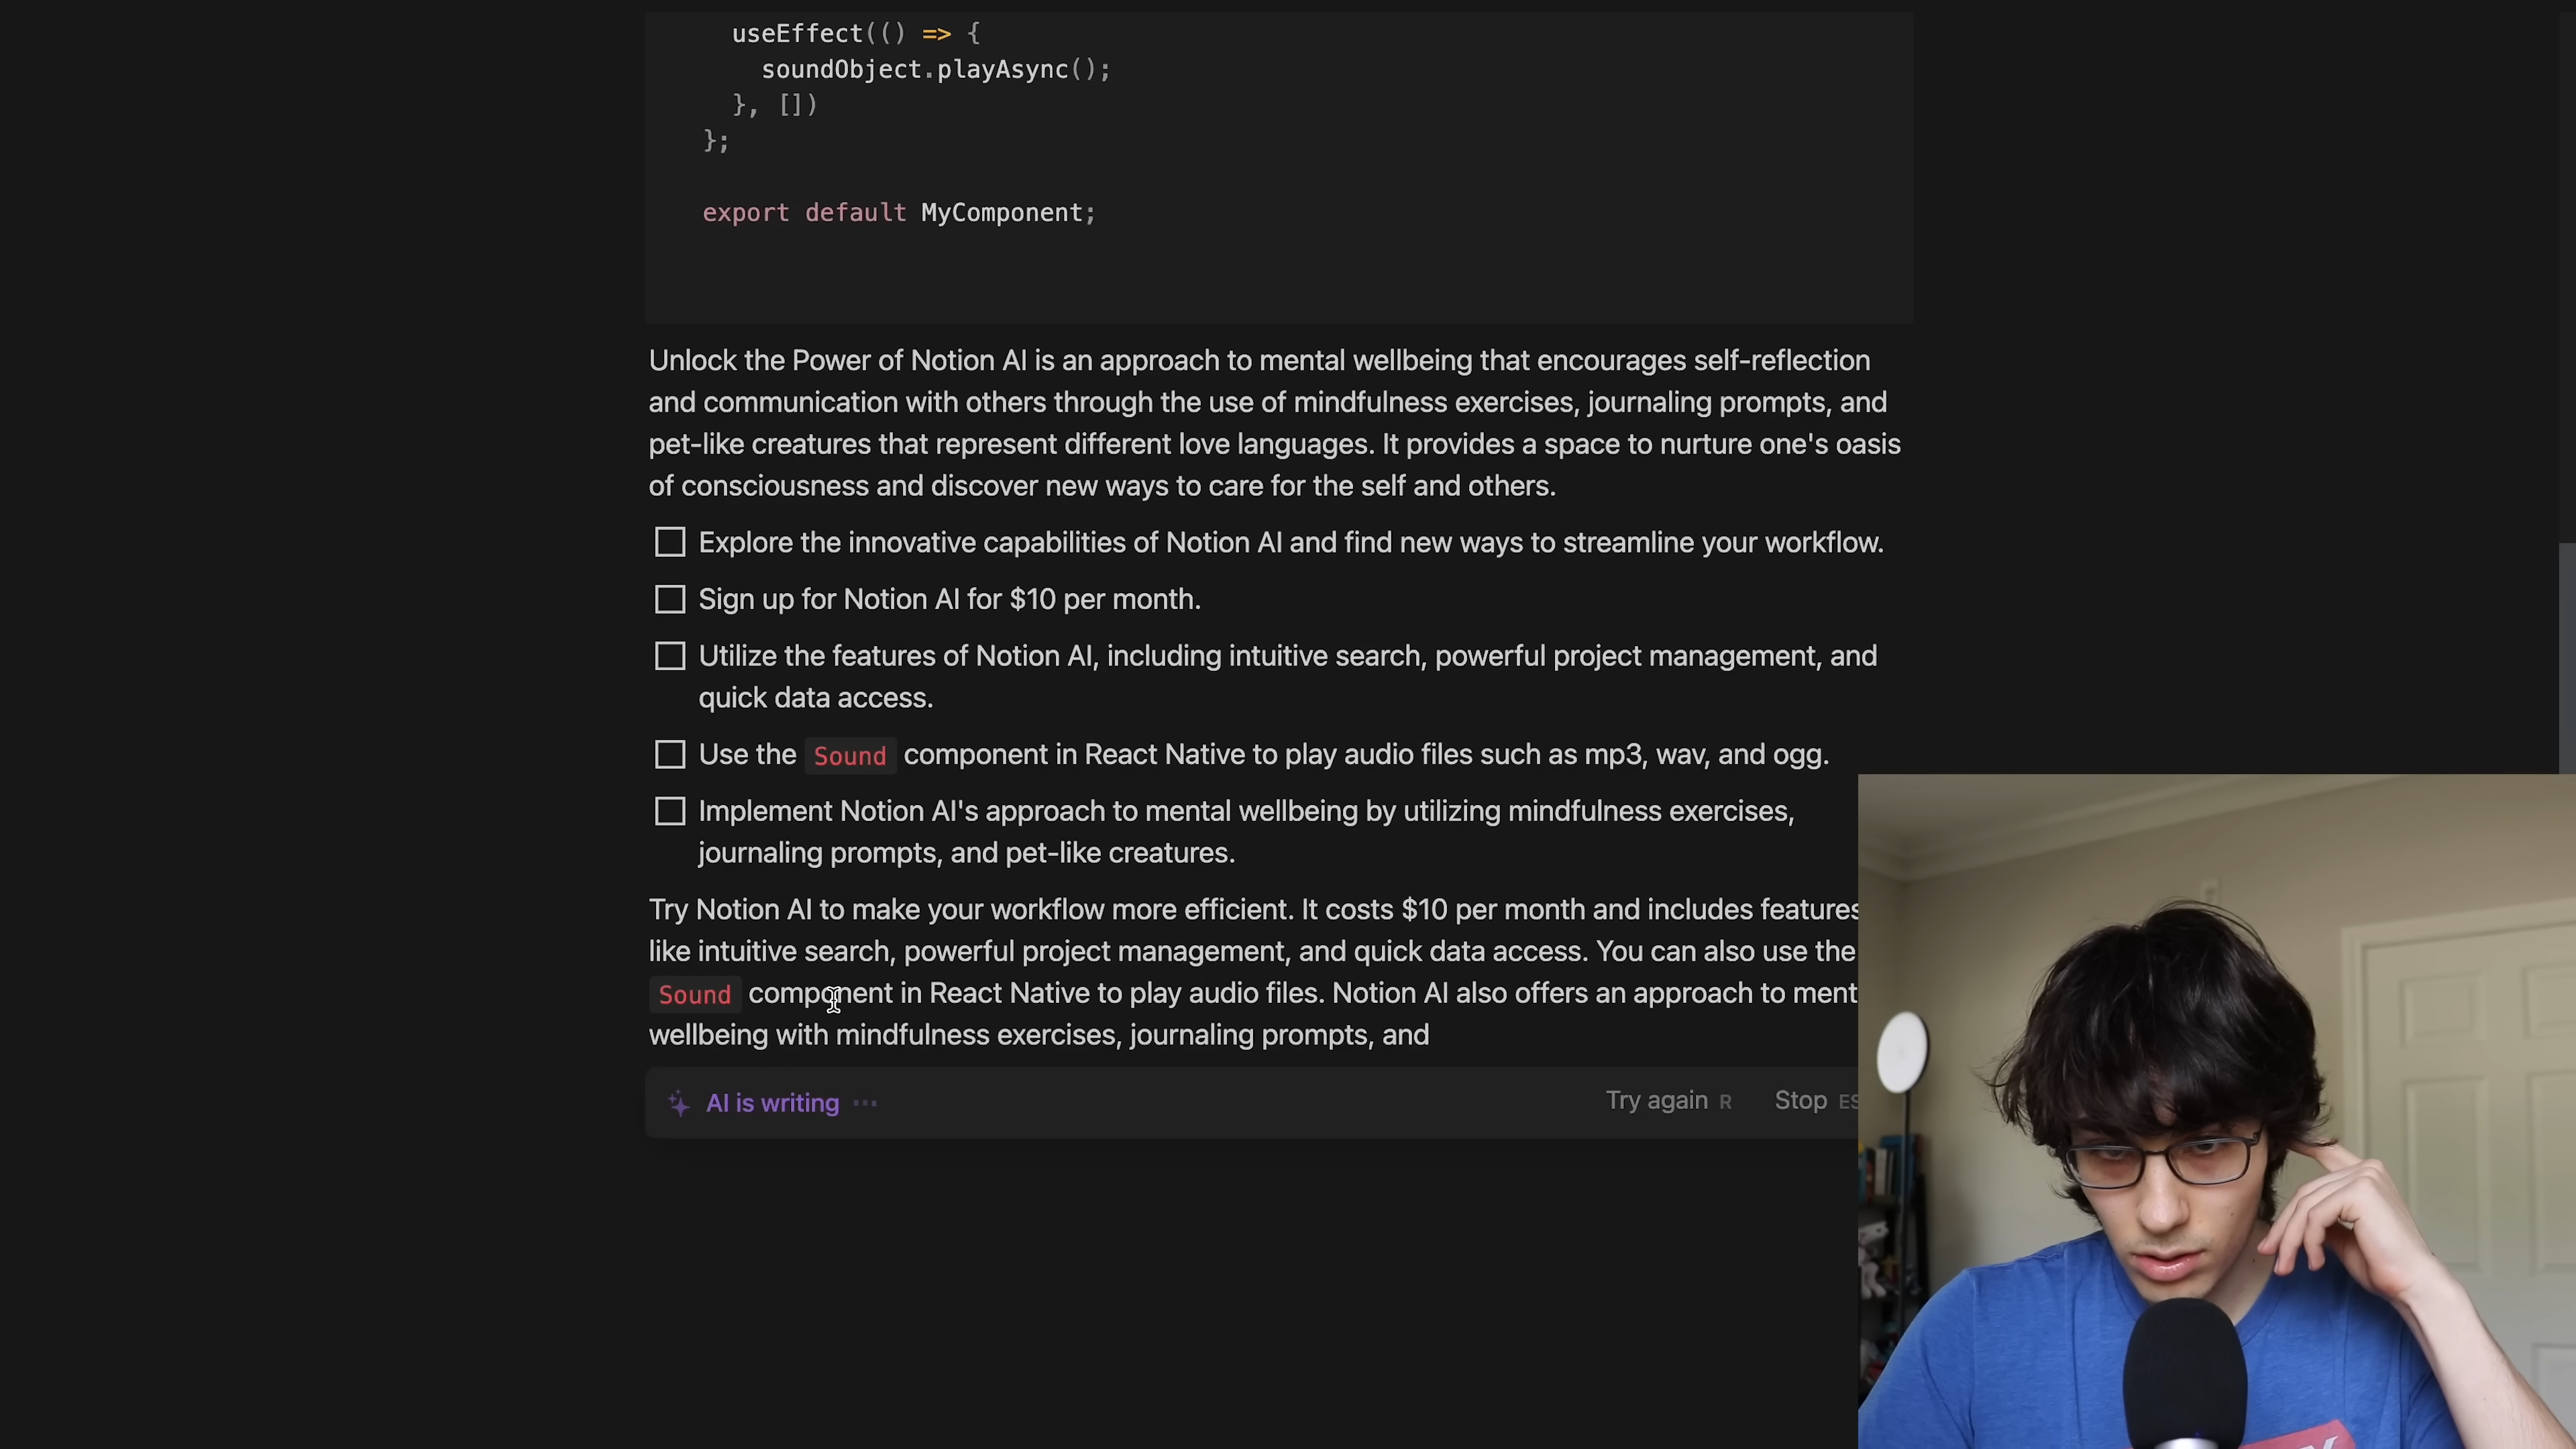 useEffect(() => {
soundObject.playAsync();
}, [])
};
export default MyComponent;
Unlock the Power of Notion AI is an approach to mental wellbeing that encourages self-reflection
and communication with others through the use of mindfulness exercises, journaling prompts, and
pet-like creatures that represent different love languages. It provides a space to nurture one's oasis
of consciousness and discover new ways to care for the self and others.
Explore the innovative capabilities of Notion AI and find new ways to streamline your workflow.
Sign up for Notion AI for $10 per month.
Utilize the features of Notion AI, including intuitive search, powerful project management, and
quick data access.
Use the Sound component in React Native to play audio files such as mp3, wav, and ogg.
Implement Notion AI's approach to mental wellbeing by utilizing mindfulness exercises,
journaling prompts, and pet-like creatures.
Try Notion AI to make your workflow more efficient. It costs $10 per month and includes features
like intuitive search, powerful project management, and quick data access. You can also use the
Sound component in React Native to play audio files. Notion AI also offers an approach to ment
wellbeing with mindfulness exercises, journaling prompts, and
AI is writing ...
Try again R Stop ES